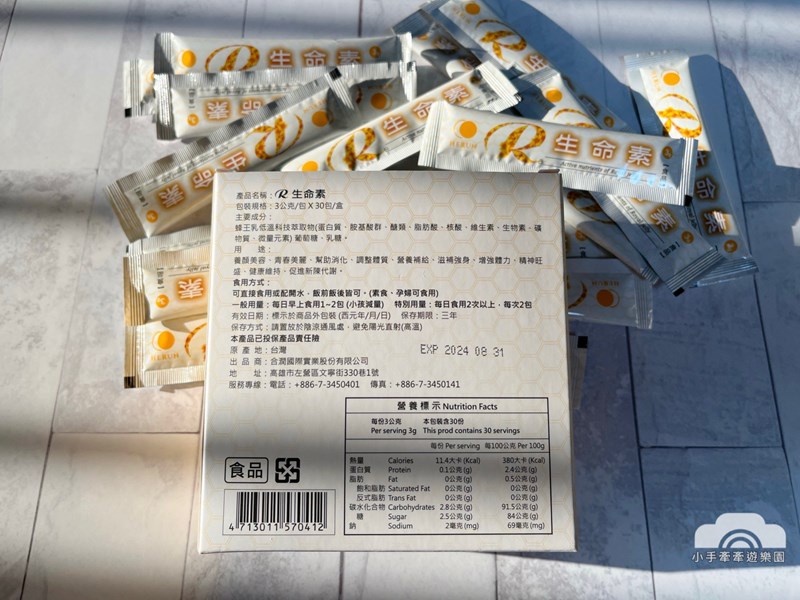 R 生命素
素 命
素 命 生 R
R 生命素
R 生命素
HERUM
HERUM
產品名稱：R 生命素
包裝規格：3公克/包 X 30包/盒
主要成分：
蜂王乳低溫科技萃取物(蛋白質、胺基酸群、醣類、脂肪酸、核酸、維生素、生物素、礦
物質、微量元素) 葡萄糖、乳糖。
用 途：
養顏美容、青春美麗、幫助消化、調整體質、營養補給、滋補強身、增強體力、精神旺
盛、健康維持、促進新陳代謝。
食用方式：
可直接食用或配開水，飯前飯後皆可。(素食、孕婦可食用)
一般用量：每日早上食用1~2包 (小孩減量) 特別用量：每日食用2次以上，每次2包
有效日期：標示於商品外包裝 (西元年/月/日) 保存期限：三年
保存方式：請置放於陰涼通風處，避免陽光直射(高溫)
本產品已投保產品責任險
原 產 地：台灣
EXP 2024 08 31
出 品 商：合潤國際實業股份有限公司
地 址：高雄市左營區文寧街330巷1號
服務專線：電話：+886-7-3450401 傳真：+886-7-3450141
營養標示 Nutrition Facts
每份3公克 本包裝含30份
Per serving 3g This prod contains 30 servings
每份 Per serving 每100公克 Per 100g
熱量 Calories 11.4大卡 (Kcal) 380大卡 (Kcal)
蛋白質 Protein 0.1公克 (g) 2.4公克 (g)
脂肪 Fat 0公克 (g) 0.5公克 (g)
飽和脂肪 Saturated Fat 0公克 (g) 0公克 (g)
反式脂肪 Trans Fat 0公克 (g) 0公克 (g)
碳水化合物 Carbohydrates 2.8公克 (g) 91.5公克 (g)
糖 Sugar 2.5公克 (g) 84公克 (g)
鈉 Sodium 2毫克 (mg) 69毫克 (mg)
食品
4 713011 570412
小手牽牽遊樂園